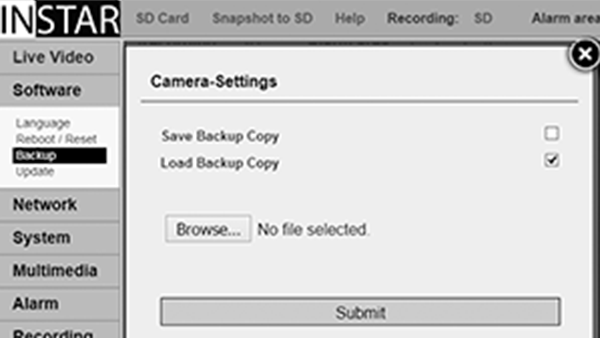 INSTAR
SD Card Snapshot to SD Help Recording: SD Alarm area
Live Video
Software
Language
Reboot / Reset
Backup
Update
Network
System
Multimedia
Alarm
Recording
Camera-Settings
Save Backup Copy
Load Backup Copy
Browse... No file selected.
Submit